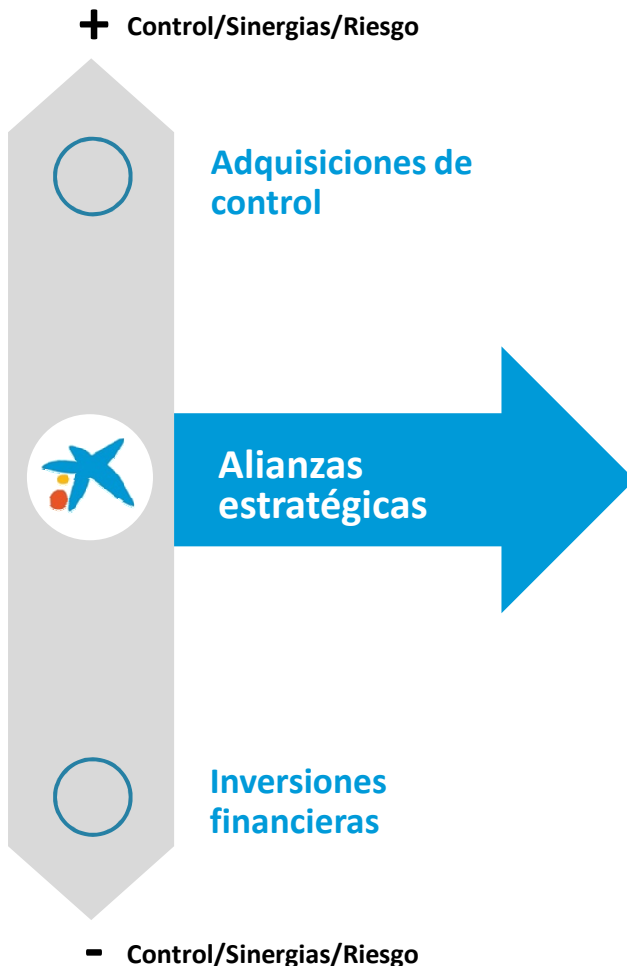 + Control/Sinergias/Riesgo
Adquisiciones de
control
Alianzas
estratégicas
Inversiones
financieras
- Control/Sinergias/Riesgo